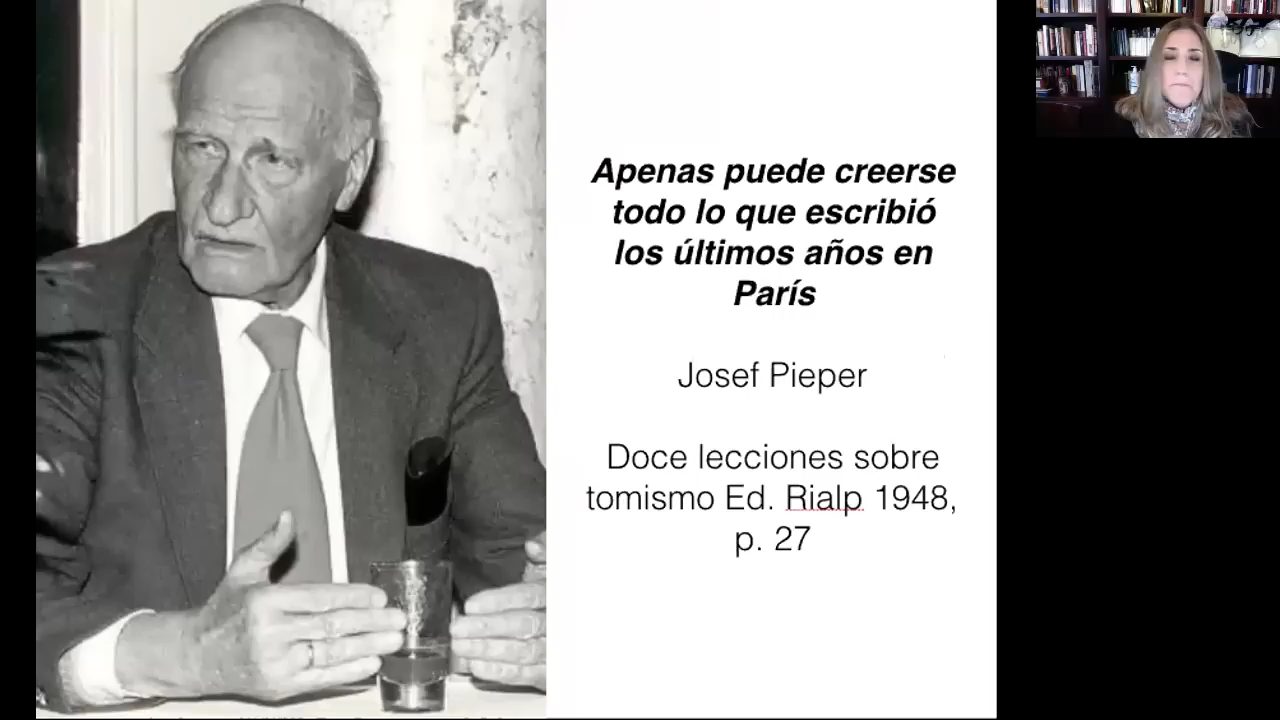 Apenas puede creerse
todo lo que escribió
los últimos años en
París
Josef Pieper
Doce lecciones sobre
tomismo Ed. Rialp 1948,
p. 27